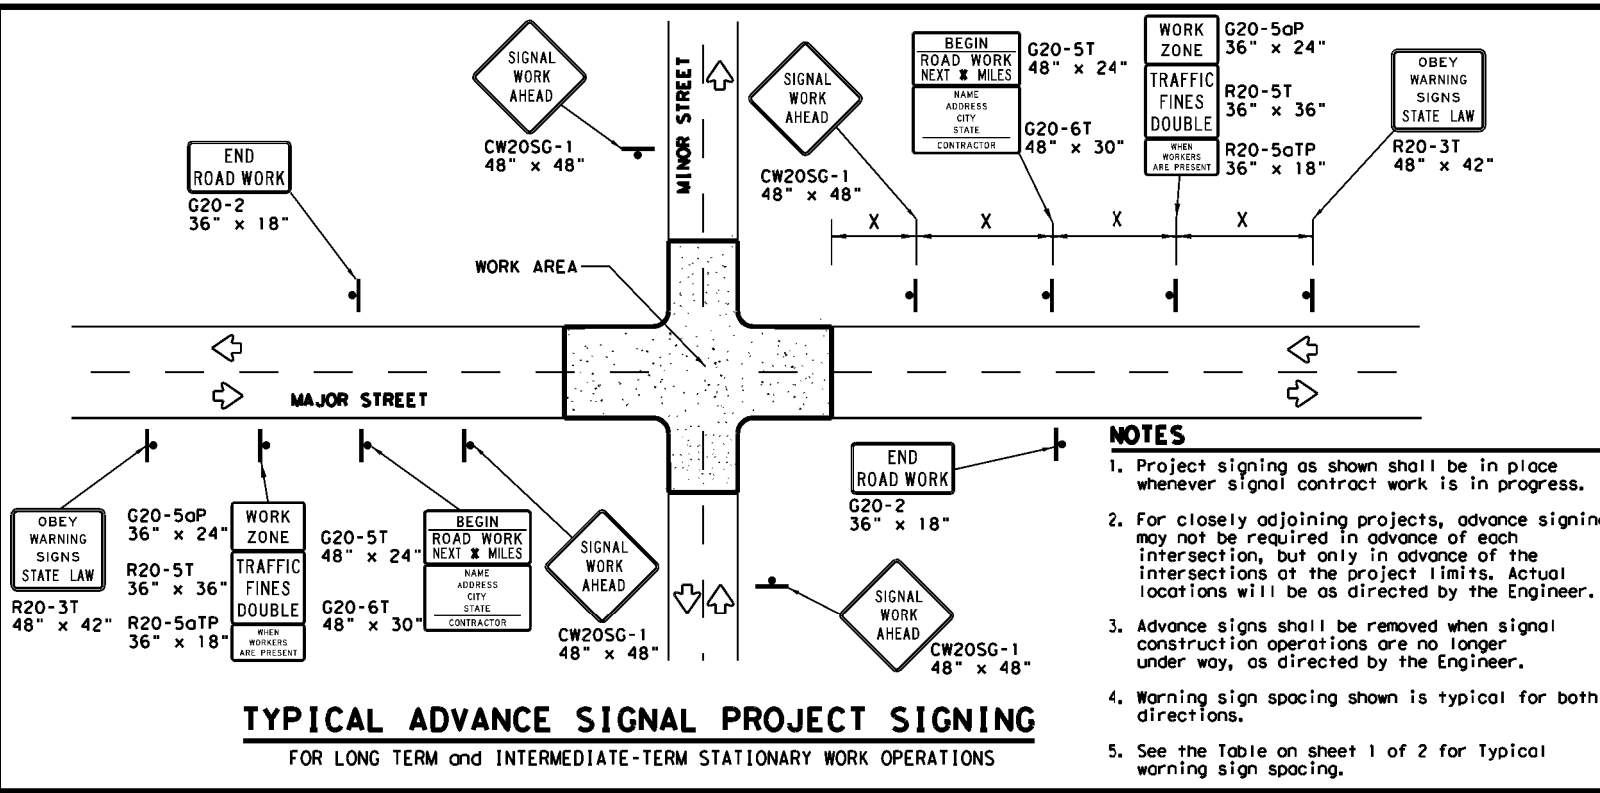 SIGNAL
WORK
AHEAD
CW20SG-1
48" x 48"
END
ROAD WORK
G20-2
36" x 18"
MINOR STREET
SIGNAL
WORK
AHEAD
CW20SG-1
48" x 48"
BEGIN
ROAD WORK
NEXT X MILES
NAME
ADDRESS
CITY
STATE
CONTRACTOR
G20-5T
48" x 24"
G20-6T
48" x 30"
WORK
ZONE
TRAFFIC
FINES
DOUBLE
WHEN
WORKERS
ARE PRESENT
G20-5aP
36" x 24"
R20-5T
36" x 36"
R20-5aTP
36" x 18"
OBEY
WARNING
SIGNS
STATE LAW
R20-3T
48" x 42"
X
X
X
X
WORK AREA
MAJOR STREET
OBEY
WARNING
SIGNS
STATE LAW
R20-3T
48" x 42"
G20-5aP
36" x 24"
R20-5T
36" x 36"
R20-5aTP
36" x 18"
WORK
ZONE
TRAFFIC
FINES
DOUBLE
WHEN
WORKERS
ARE PRESENT
G20-5T
48" x 24"
G20-6T
48" x 30"
BEGIN
ROAD WORK
NEXT X MILES
NAME
ADDRESS
CITY
STATE
CONTRACTOR
SIGNAL
WORK
AHEAD
CW20SG-1
48" x 48"
END
ROAD WORK
G20-2
36" x 18"
SIGNAL
WORK
AHEAD
CW20SG-1
48" x 48"
TYPICAL ADVANCE SIGNAL PROJECT SIGNING
FOR LONG TERM and INTERMEDIATE-TERM STATIONARY WORK OPERATIONS
NOTES
1. Project signing as shown shall be in place
whenever signal contract work is in progress.
2. For closely adjoining projects, advance signing
may not be required in advance of each
intersection, but only in advance of the
intersections at the project limits. Actual
locations will be as directed by the Engineer.
3. Advance signs shall be removed when signal
construction operations are no longer
under way, as directed by the Engineer.
4. Warning sign spacing shown is typical for both
directions.
5. See the Table on sheet 1 of 2 for Typical
warning sign spacing.